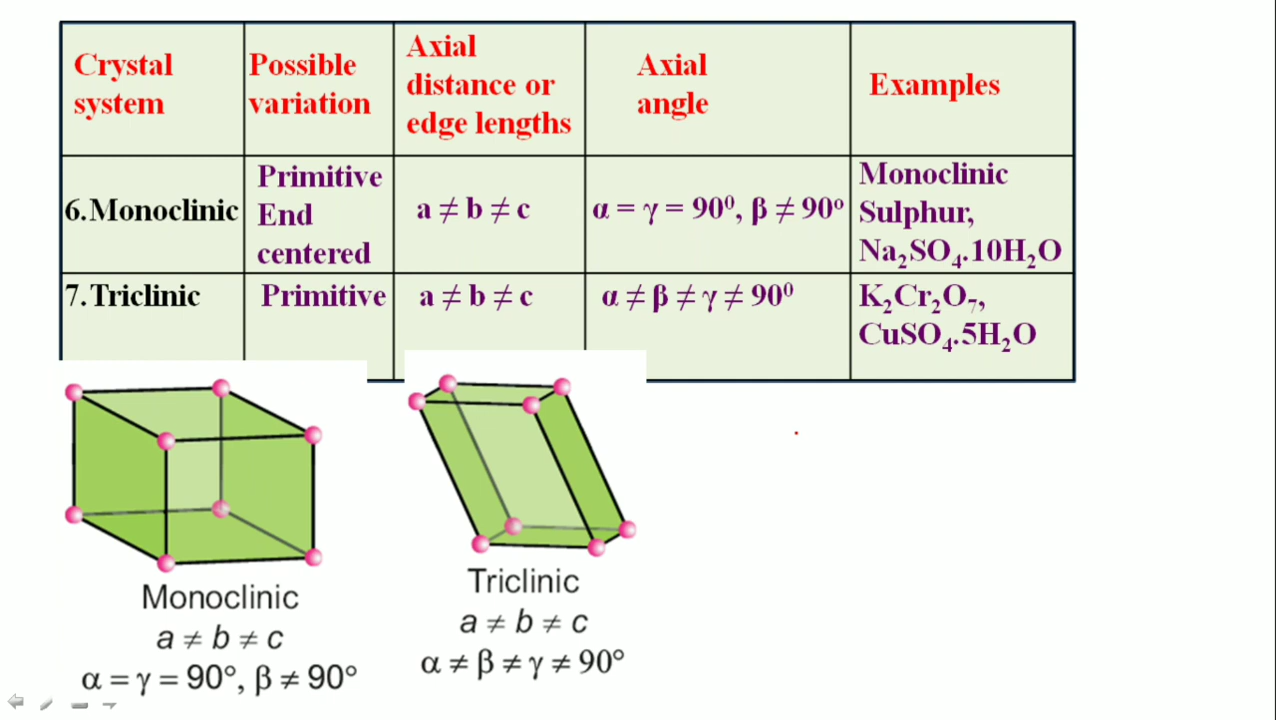 Crystal system
Possible variation
Axial distance or edge lengths
Axial angle
Examples
6.Monoclinic
Primitive
End
centered
a ≠ b ≠ c
α = γ = 90⁰, β ≠ 90º
Monoclinic
Sulphur,
Na₂SO₄.10H₂O
7.Triclinic
Primitive
a ≠ b ≠ c
α ≠ β ≠ γ ≠ 90⁰
K₂Cr₂O₇,
CuSO₄.5H₂O
Monoclinic
a ≠ b ≠ c
α = γ = 90°, β ≠ 90°
Triclinic
a ≠ b ≠ c
α ≠ β ≠ γ ≠ 90°